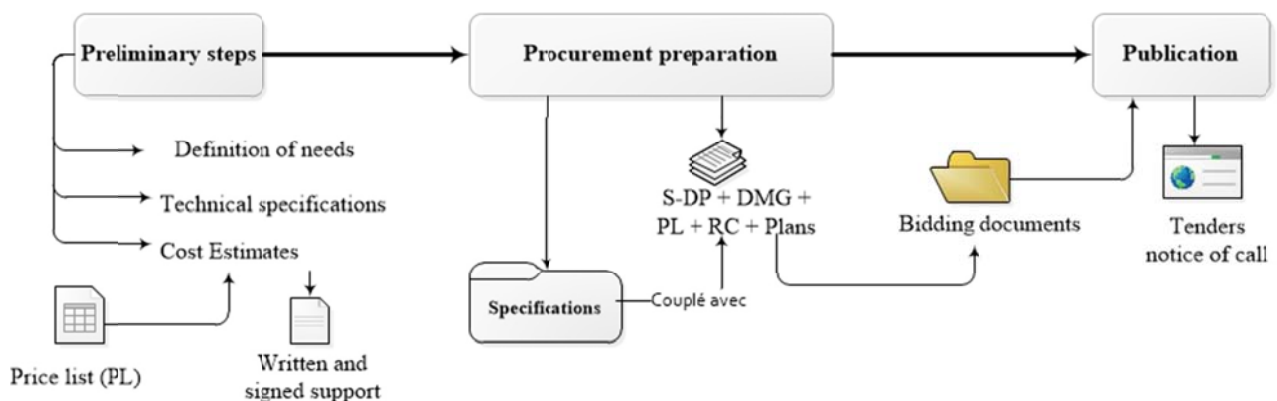 Preliminary steps
Procurement preparation
Publication
Definition of needs
Technical specifications
Cost Estimates
Price list (PL)
Written and
signed support
S-DP + DMG +
PL + RC + Plans
Specifications
Couplé avec
Bidding documents
Tenders
notice of call